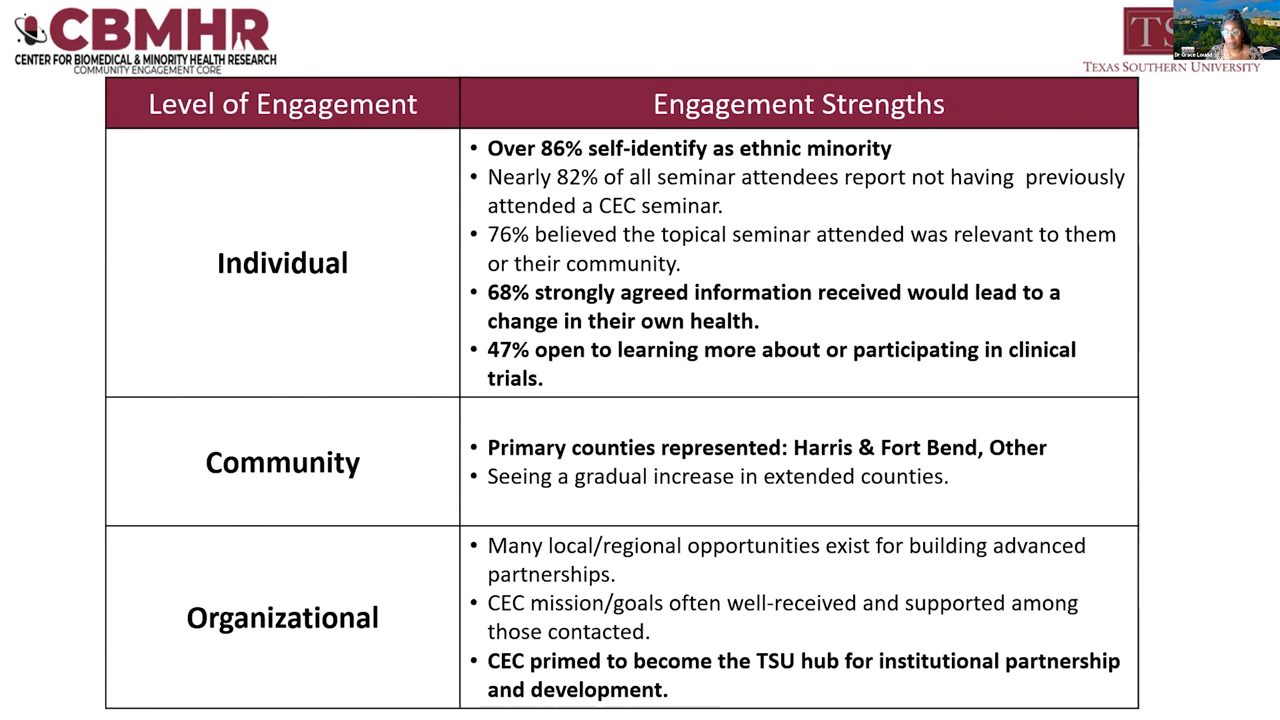 CBMHR
CENTER FOR BIOMEDICAL & MINORITY HEALTH RESEARCH
COMMUNITY ENGAGEMENT CORE
TS
TEXAS SOUTHERN UNIVERSITY
Level of Engagement
Engagement Strengths
Individual
• Over 86% self-identify as ethnic minority
• Nearly 82% of all seminar attendees report not having previously
attended a CEC seminar.
• 76% believed the topical seminar attended was relevant to them
or their community.
• 68% strongly agreed information received would lead to a
change in their own health.
• 47% open to learning more about or participating in clinical
trials.
Community
• Primary counties represented: Harris & Fort Bend, Other
• Seeing a gradual increase in extended counties.
Organizational
• Many local/regional opportunities exist for building advanced
partnerships.
• CEC mission/goals often well-received and supported among
those contacted.
• CEC primed to become the TSU hub for institutional partnership
and development.